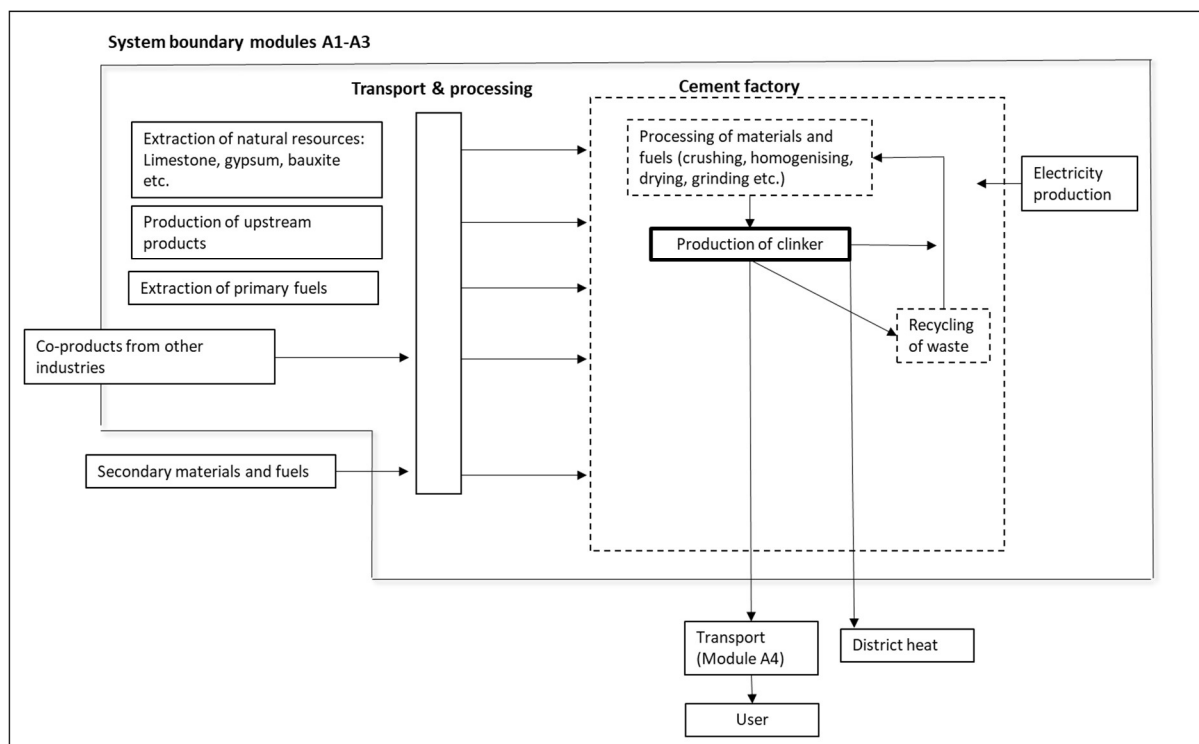 System boundary modules A1-A3
Transport & processing
Cement factory
Extraction of natural resources:
Limestone, gypsum, bauxite
etc.
Processing of materials and
fuels (crushing, homogenising,
drying, grinding etc.)
Electricity
production
Production of upstream
products
Production of clinker
Extraction of primary fuels
Recycling
of waste
Co-products from other
industries
Secondary materials and fuels
Transport
(Module A4)
District heat
User